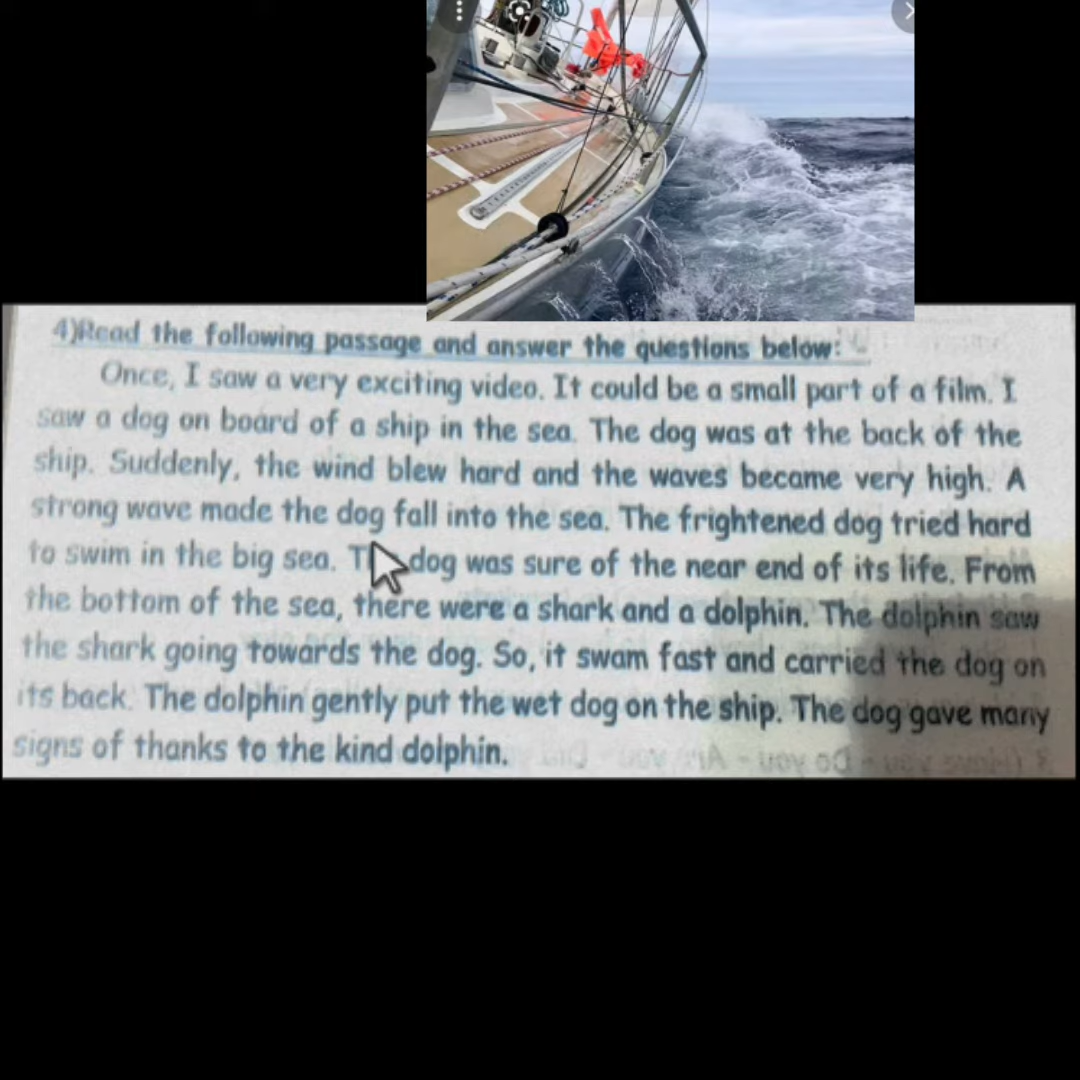 4)Read the following passage and answer the questions below: -
Once, I saw a very exciting video. It could be a small part of a film. I
saw a dog on board of a ship in the sea. The dog was at the back of the
ship. Suddenly, the wind blew hard and the waves became very high. A
strong wave made the dog fall into the sea. The frightened dog tried hard
to swim in the big sea. dog was sure of the near end of its life. From
the bottom of the sea, there were a shark and a dolphin. The dolphin saw
the shark going towards the dog. So, it swam fast and carried the dog on
its back. The dolphin gently put the wet dog on the ship. The dog gave many
signs of thanks to the kind dolphin.